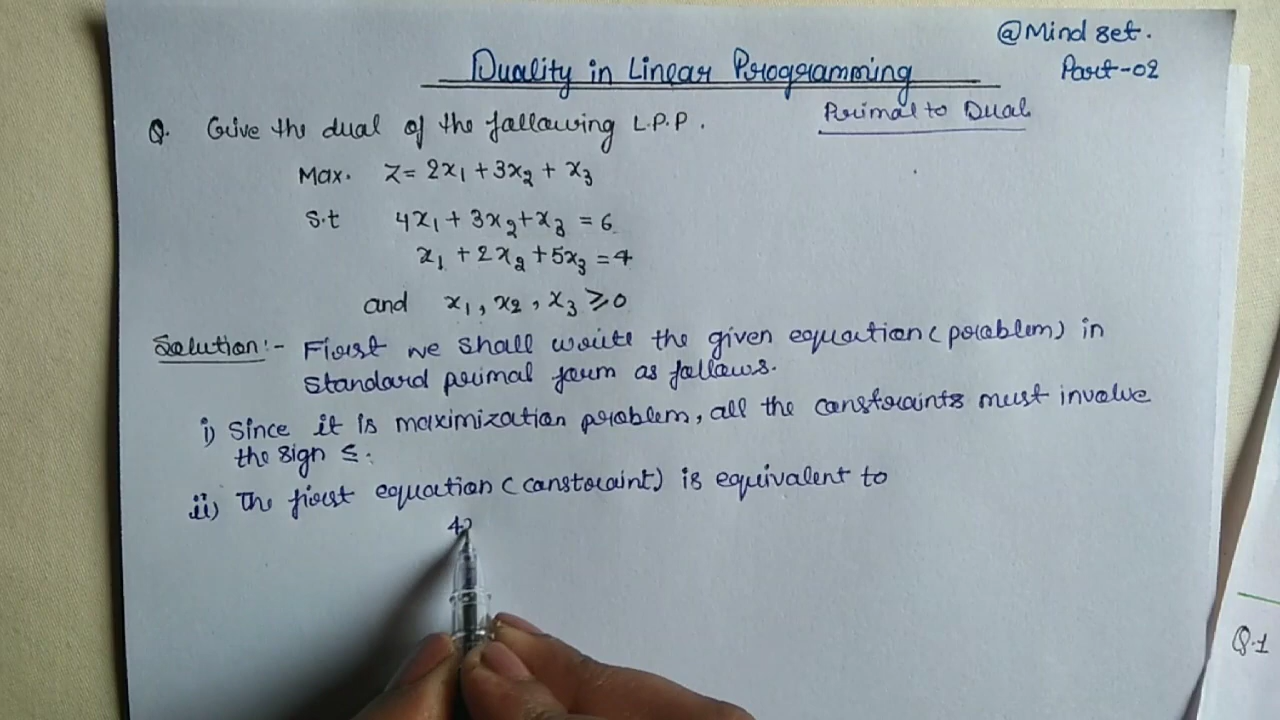 @Mind set.
Part-02
Duality in Linear Programming
Primal to Dual
Q. Give the dual of the following L.P.P.
Max. Z = 2x₁ + 3x₂ + x₃
S.t 4x₁ + 3x₂ + x₃ = 6
x₁ + 2x₂ + 5x₃ = 4
and x₁, x₂, x₃ ⩾ 0
Solution:- First we shall write the given equation (problem) in
standard primal form as follows.
i) Since it is maximization problem, all the constraints must involve
the sign ≤.
ii) The first equation (constraint) is equivalent to
4
Q.1